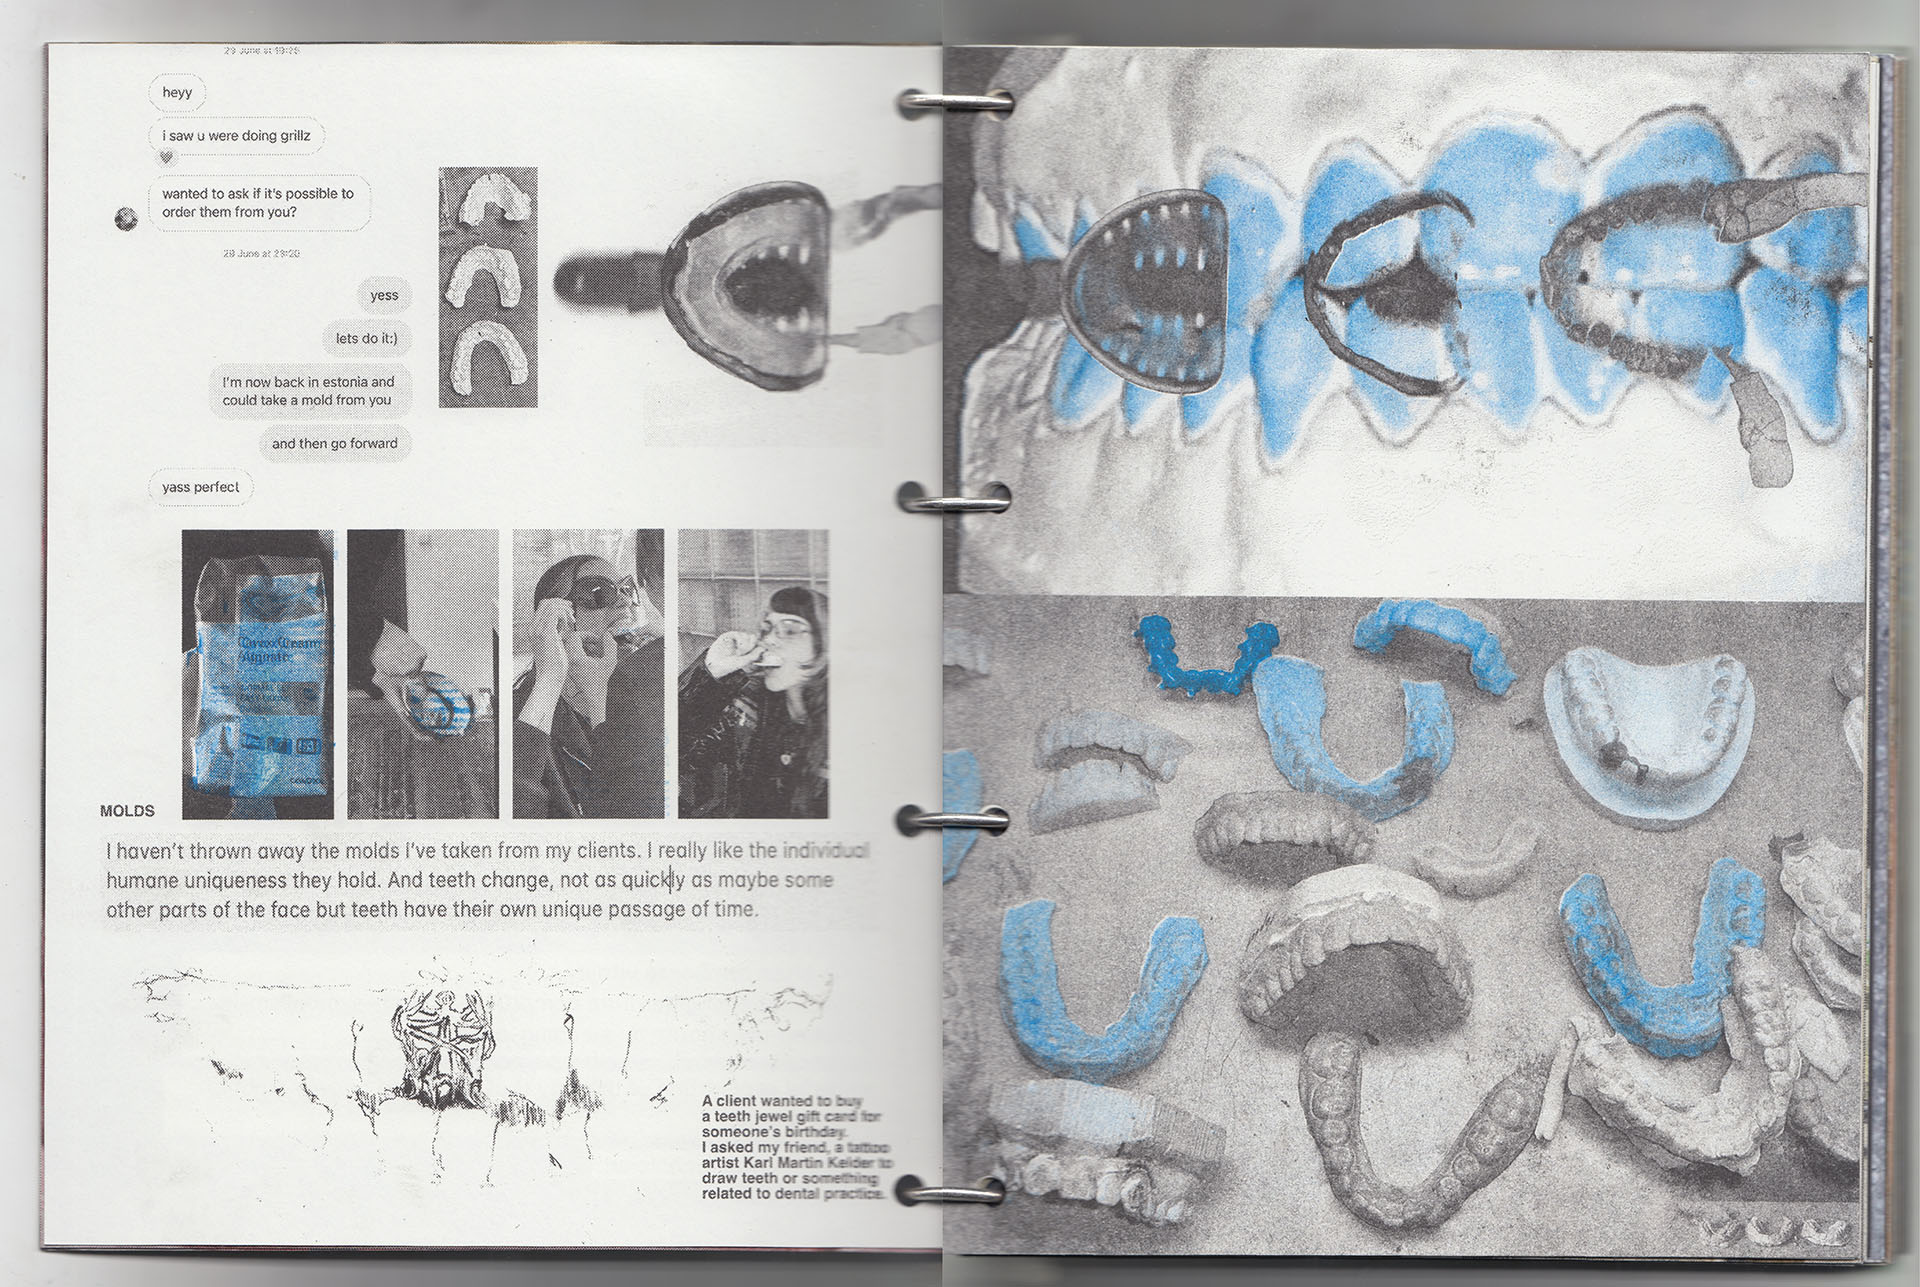 29 June at 19:25
heyy
i saw u were doing grillz
wanted to ask if it's possible to
order them from you?
29 June at 23:20
yess
lets do it:)
I'm now back in estonia and
could take a mold from you
and then go forward
yass perfect
Alginate
MOLDS
I haven't thrown away the molds I've taken from my clients. I really like the individual
humane uniqueness they hold. And teeth change, not as quickly as maybe some
other parts of the face but teeth have their own unique passage of time.
A client wanted to buy
a teeth jewel gift card for
someone's birthday.
I asked my friend, a tattoo
artist Karl Martin Kelder to
draw teeth or something
related to dental practice.